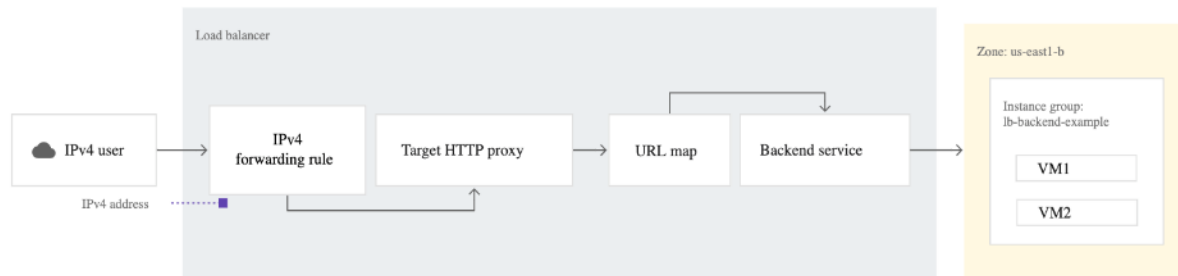 Load balancer
Zone: us-east1-b
Instance group:
lb-backend-example
IPv4 user
IPv4
forwarding rule
Target HTTP proxy
URL map
Backend service
VM1
VM2
IPv4 address